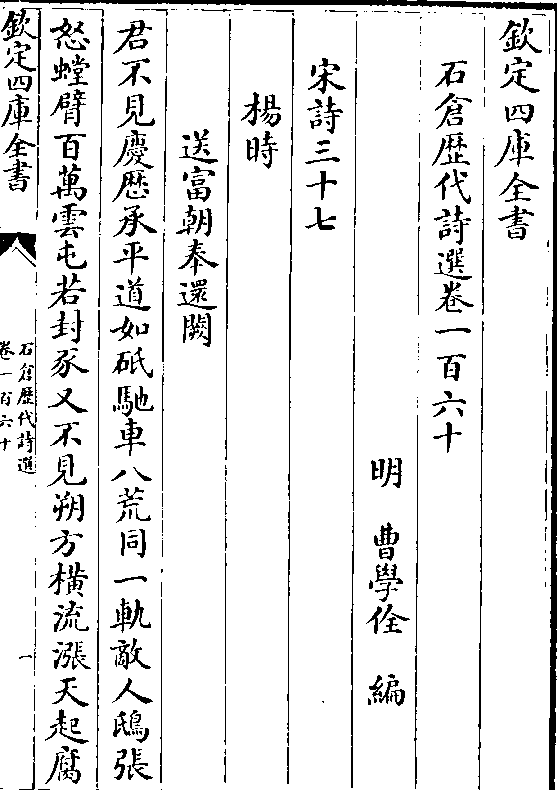 欽定四庫全書
石倉歷代詩選卷一百六十
明　曹學佺　編
宋詩三十七
楊時
送富朝奉還闕
君不見慶歴承平道如砥馳車八荒同一軌敵人鴟張
怒螳臂百萬雲屯若封豕又不見朔方橫流漲天起腐
欽定四庫全書
石倉歷代詩選
卷一百六十
一